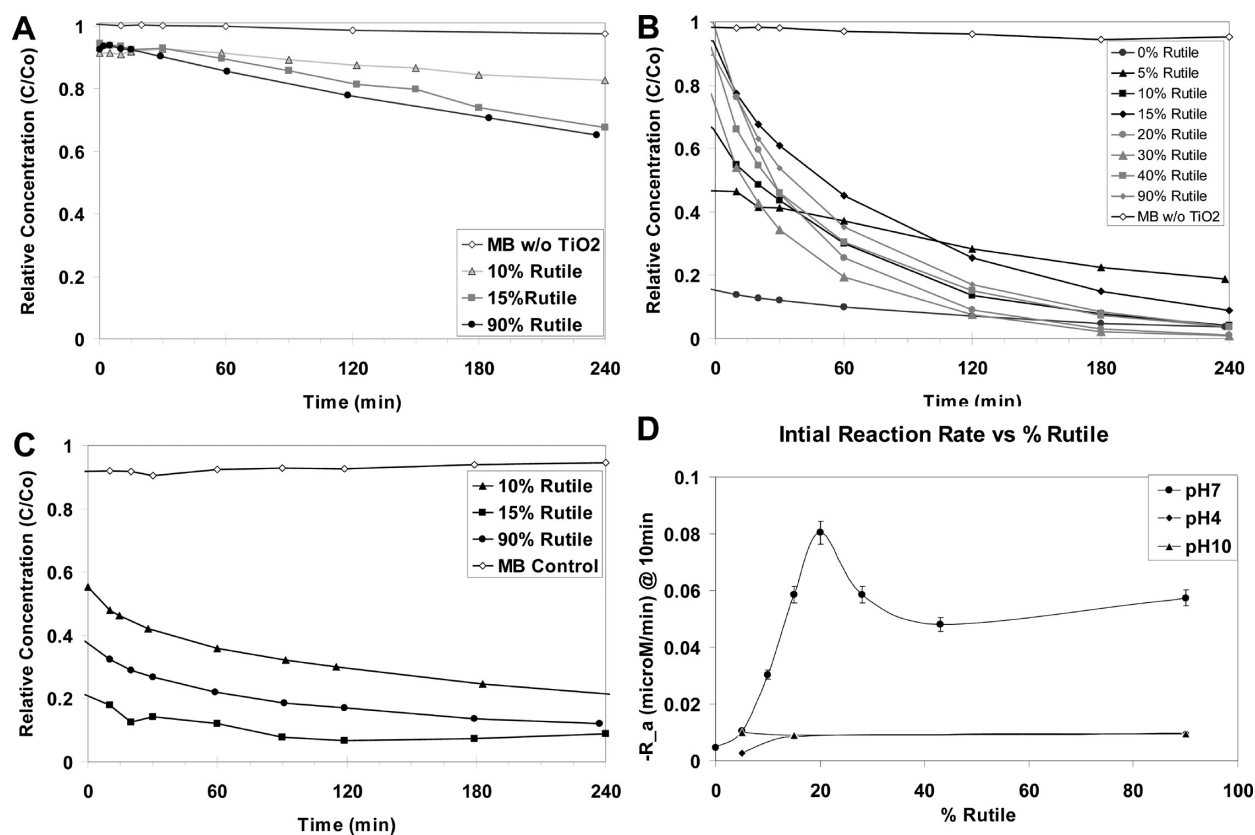 A
Relative Concentration (C/Co)
1
0.8
0.6
0.4
0.2
0
MB w/o TiO2
10% Rutile
15%Rutile
90% Rutile
0 60 120 180 240
Time (min)
B
Relative Concentration (C/Co)
1
0.8
0.6
0.4
0.2
0
0% Rutile
5% Rutile
10% Rutile
15% Rutile
20% Rutile
30% Rutile
40% Rutile
90% Rutile
MB w/o TiO2
0 60 120 180 240
Time (min)
C
Relative Concentration (C/Co)
1
0.8
0.6
0.4
0.2
0
10% Rutile
15% Rutile
90% Rutile
MB Control
0 60 120 180 240
Time (min)
D
Intial Reaction Rate vs % Rutile
-R_a (microM/min) @ 10min
0.1
0.08
0.06
0.04
0.02
0
pH7
pH4
pH10
0 20 40 60 80 100
% Rutile